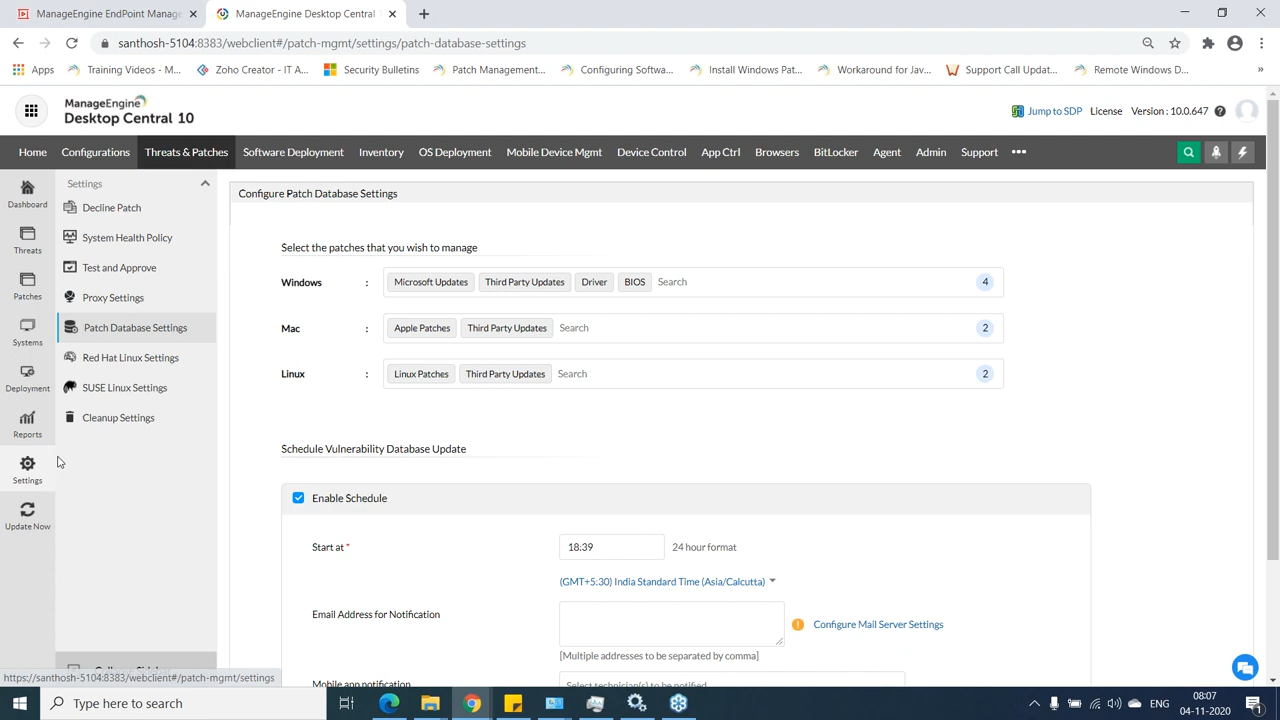 ManageEngine EndPoint Manage
ManageEngine Desktop Central
santhosh-5104:8383/webclient#/patch-mgmt/settings/patch-database-settings
Apps
Training Videos - M...
Zoho Creator - IT A...
Security Bulletins
Patch Management...
Configuring Softwa...
Install Windows Pat...
Workaround for Jav...
Support Call Updat...
Remote Windows D...
»
ManageEngine
Desktop Central 10
Jump to SDP
License
Version : 10.0.647
Home
Configurations
Threats & Patches
Software Deployment
Inventory
OS Deployment
Mobile Device Mgmt
Device Control
App Ctrl
Browsers
BitLocker
Agent
Admin
Support
Dashboard
Threats
Patches
Systems
Deployment
Reports
Settings
Update Now
Settings
Decline Patch
System Health Policy
Test and Approve
Proxy Settings
Patch Database Settings
Red Hat Linux Settings
SUSE Linux Settings
Cleanup Settings
Configure Patch Database Settings
Select the patches that you wish to manage
Windows : Microsoft Updates Third Party Updates Driver BIOS Search 4
Mac : Apple Patches Third Party Updates Search 2
Linux : Linux Patches Third Party Updates Search 2
Schedule Vulnerability Database Update
Enable Schedule
Start at * 18:39 24 hour format
(GMT+5:30) India Standard Time (Asia/Calcutta)
Email Address for Notification
Configure Mail Server Settings
[Multiple addresses to be separated by comma]
Mobile app notification
Select technician(s) to be notified
https://santhosh-5104:8383/webclient#/patch-mgmt/settings
Type here to search
ENG
08:07
04-11-2020
1